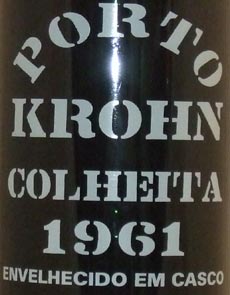 PORTO
KROHN
COLHEITA
1961
ENVELHECIDO EM CASCO